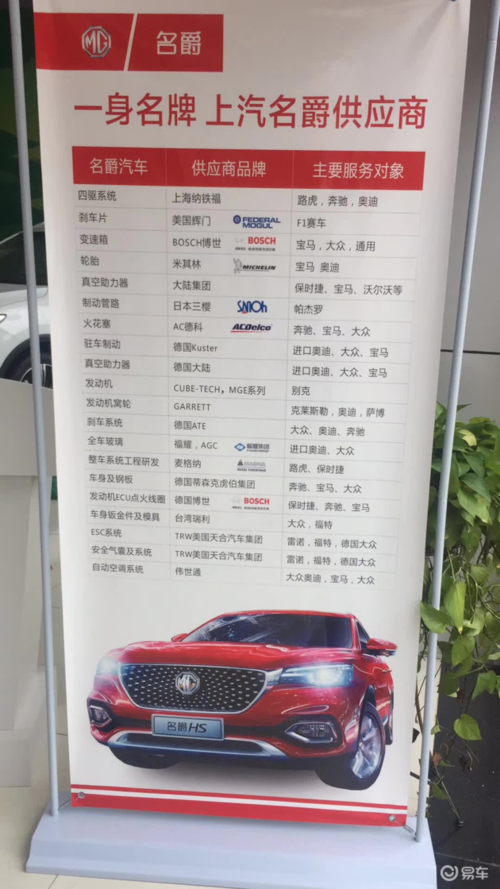 MG 名爵
一身名牌 上汽名爵供应商
名爵汽车 供应商品牌 主要服务对象
四驱系统 上海纳铁福 路虎，奔驰，奥迪
刹车片 美国辉门 FEDERAL MOGUL F1赛车
变速箱 BOSCH博世 BOSCH 宝马，大众，通用
轮胎 米其林 MICHELIN 宝马 奥迪
真空助力器 大陆集团 保时捷、宝马、沃尔沃等
制动管路 日本三樱 SANOH 帕杰罗
火花塞 AC德科 ACDelco 奔驰、宝马、大众
驻车制动 德国Kuster 进口奥迪、大众、宝马
真空助力器 德国大陆 进口奥迪、大众、宝马
发动机 CUBE-TECH，MGE系列 别克
发动机窝轮 GARRETT 克莱斯勒，奥迪，萨博
刹车系统 德国ATE 大众、奥迪、奔驰
全车玻璃 福耀，AGC 福耀集团 进口奥迪、大众
整车系统工程研发 麦格纳 路虎、保时捷
车身及钢板 德国蒂森克虏伯集团 奔驰、宝马、大众
发动机ECU点火线圈 德国博世 BOSCH 保时捷、奔驰、宝马
车身钣金件及模具 台湾瑞利 大众，福特
ESC系统 TRW美国天合汽车集团 雷诺，福特，德国大众
安全气囊及系统 TRW美国天合汽车集团 雷诺，福特，德国大众
自动空调系统 伟世通 大众奥迪，宝马，大众
MG
名爵HS
易车